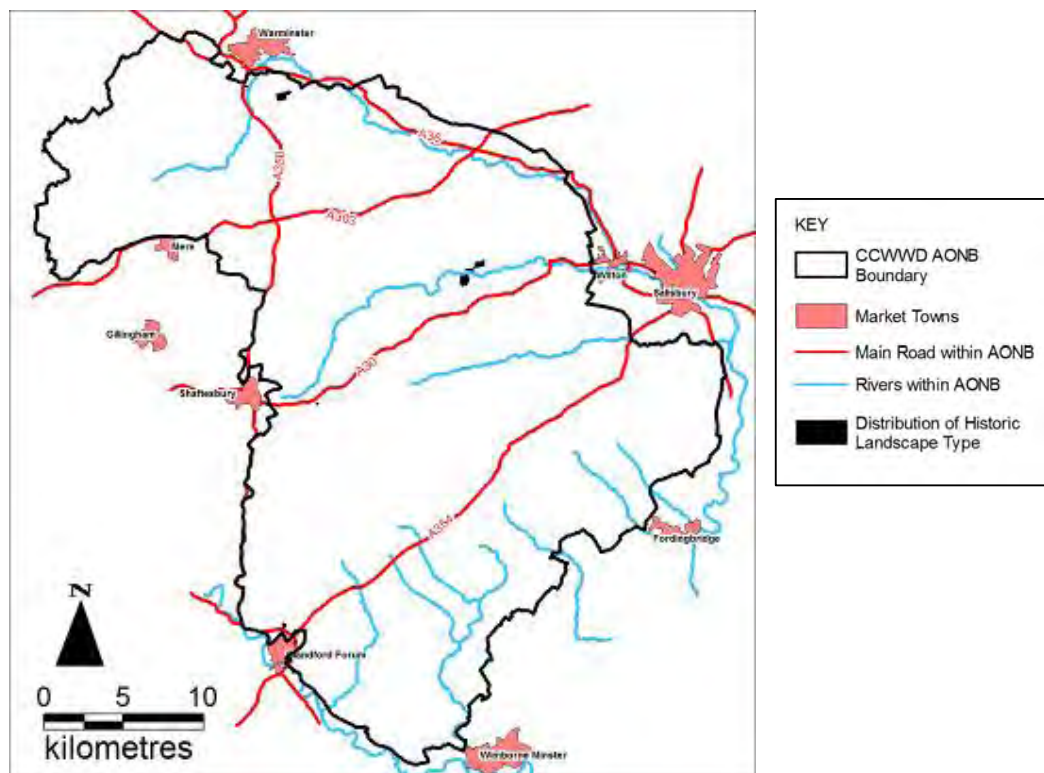 Warminster
A36
A350
A303
Mere
Wilton
Salisbury
Gillingham
A30
Shaftesbury
A354
Fordingbridge
N
Blandford Forum
Wimborne Minster
0 5 10
kilometres
KEY
CCWWD AONB
Boundary
Market Towns
Main Road within AONB
Rivers within AONB
Distribution of Historic
Landscape Type